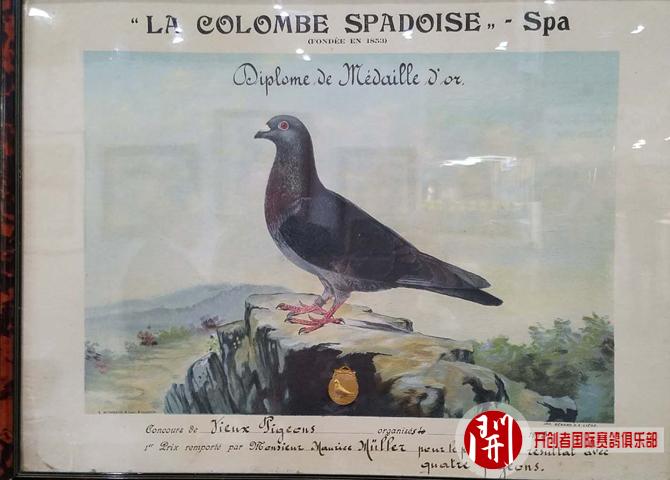 “LA COLOMBE SPADOISE„ - Spa
(FONDÉE EN 1853)
Diplome de Médaille d'or.
Concours de Vieux Pigeons organisés
1er Prix remporté par Monsieur Maurice Müller pour le résultat avec
quatre pigeons.
開 开创者国际赛鸽俱乐部